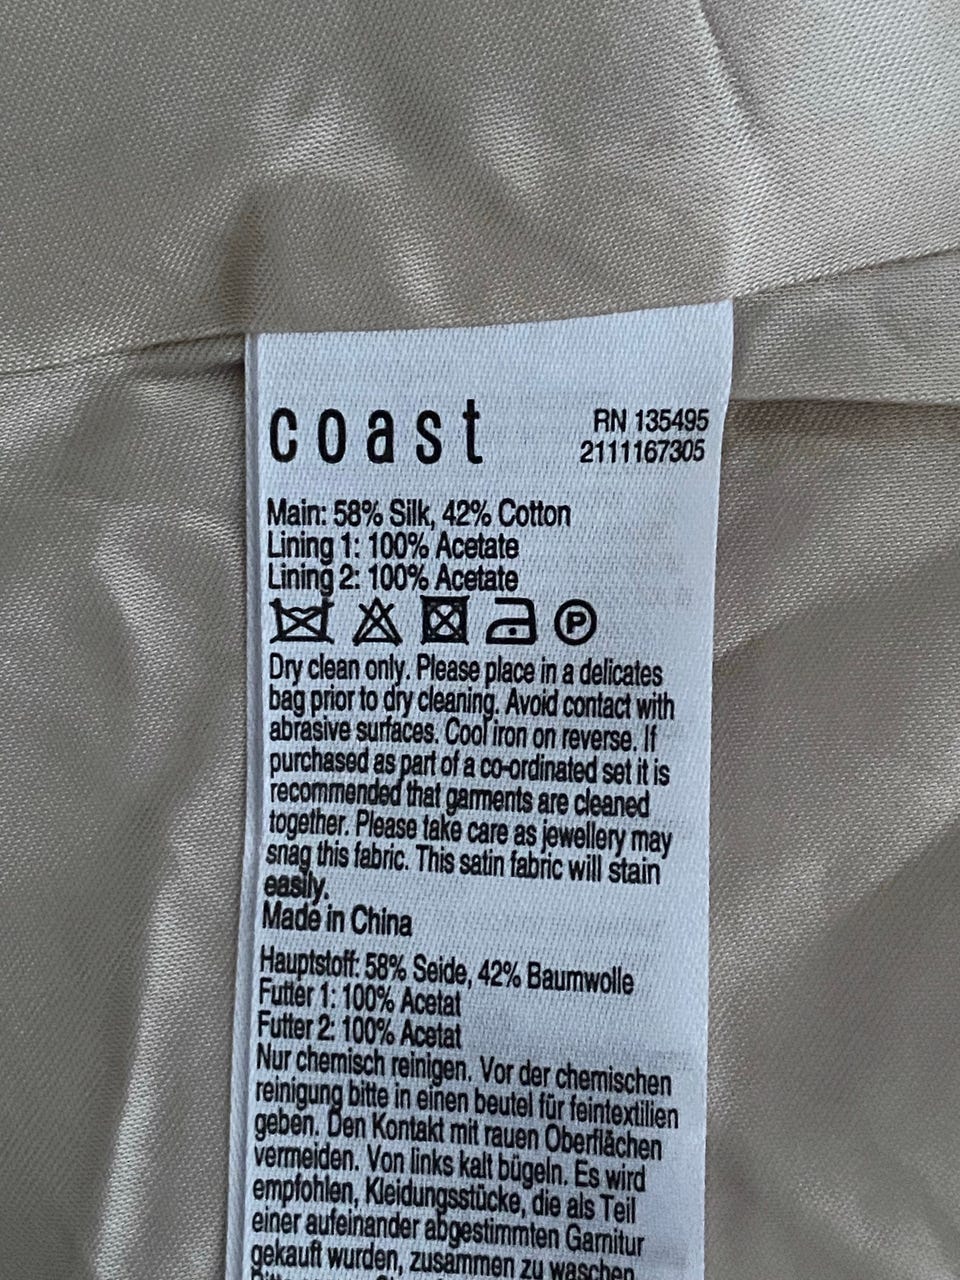 coast
RN 135495
2111167305
Main: 58% Silk, 42% Cotton
Lining 1: 100% Acetate
Lining 2: 100% Acetate
P
Dry clean only. Please place in a delicates
bag prior to dry cleaning. Avoid contact with
abrasive surfaces. Cool iron on reverse. If
purchased as part of a co-ordinated set it is
recommended that garments are cleaned
together. Please take care as jewellery may
snag this fabric. This satin fabric will stain
easily.
Made in China
Hauptstoff: 58% Seide, 42% Baumwolle
Futter 1: 100% Acetat
Futter 2: 100% Acetat
Nur chemisch reinigen. Vor der chemischen
reinigung bitte in einen beutel für feintextilien
geben. Den Kontakt mit rauen Oberflächen
vermeiden. Von links kalt bügeln. Es wird
empfohlen, Kleidungsstücke, die als Teil
einer aufeinander abgestimmten Garnitur
gekauft wurden, zusammen zu waschen.